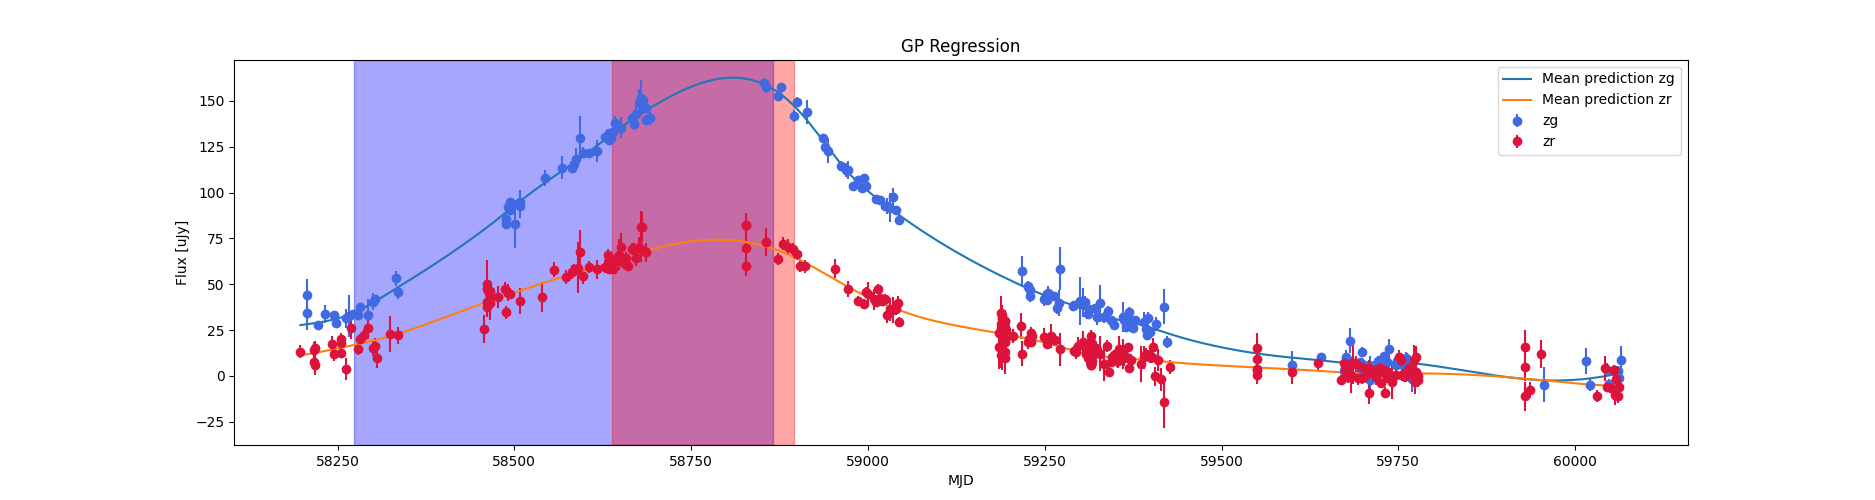 GP Regression
Mean prediction zg
Mean prediction zr
zg
zr
Flux [uJy]
150
125
100
75
50
25
0
−25
58250
58500
58750
59000
59250
59500
59750
60000
MJD